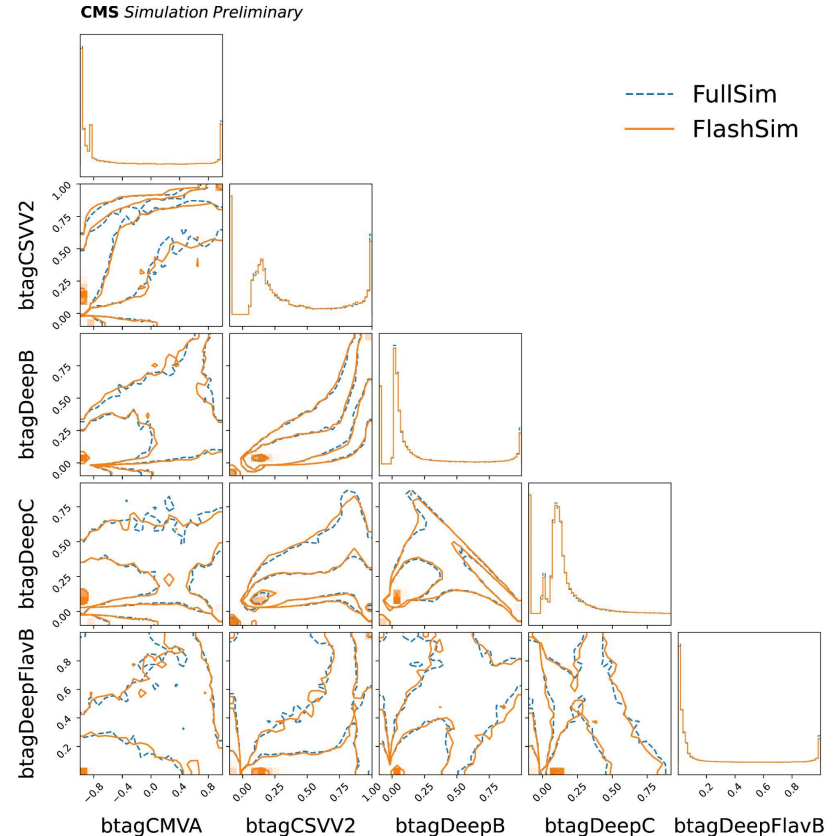 CMS Simulation Preliminary
FullSim
FlashSim
btagCSVV2
1.00
0.75
0.50
0.25
0.00
btagDeepB
0.75
0.50
0.25
0.00
btagDeepC
0.75
0.50
0.25
0.00
btagDeepFlavB
0.8
0.6
0.4
0.2
−0.8 −0.4 0.0 0.4 0.8 0.00 0.25 0.50 0.75 1.00 0.00 0.25 0.50 0.75 0.00 0.25 0.50 0.75 0.2 0.4 0.6 0.8
btagCMVA btagCSVV2 btagDeepB btagDeepC btagDeepFlavB